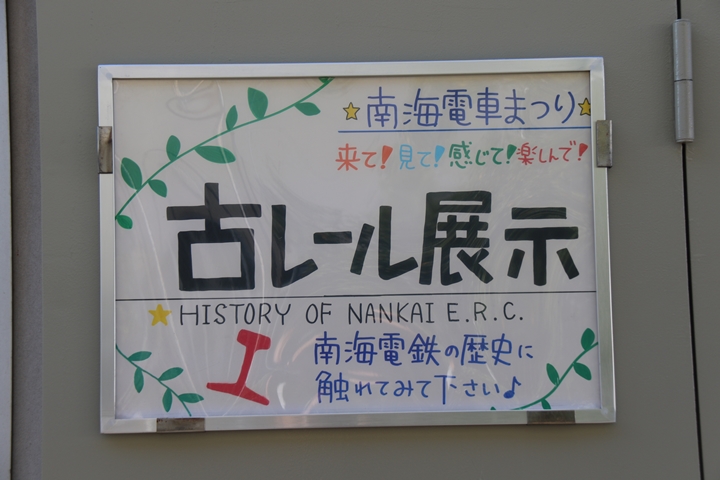 南海電車まつり
来て!見て!感じて!楽しんで!
古レール展示
HISTORY OF NANKAI E.R.C.
南海電鉄の歴史に
触れてみて下さい♪